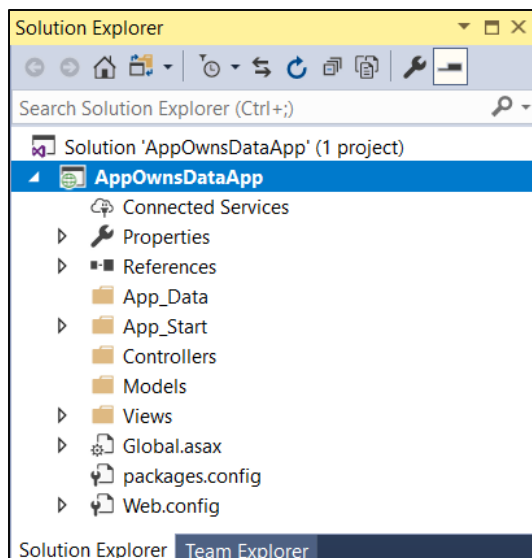 Solution Explorer
Search Solution Explorer (Ctrl+;)
Solution 'AppOwnsDataApp' (1 project)
AppOwnsDataApp
Connected Services
Properties
References
App_Data
App_Start
Controllers
Models
Views
Global.asax
packages.config
Web.config
Solution Explorer Team Explorer